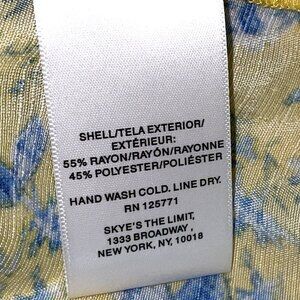 SHELL/TELA EXTERIOR/
EXTÉRIEUR:
55% RAYON/RAYÓN/RAYONNE
45% POLYESTER/POLIÉSTER
HAND WASH COLD. LINE DRY.
RN 125771
SKYE'S THE LIMIT,
1333 BROADWAY,
NEW YORK, NY, 10018